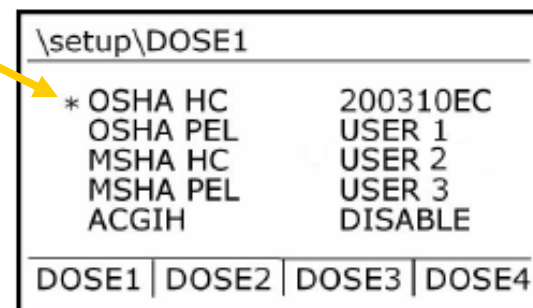 \setup\DOSE1
* OSHA HC 200310EC
OSHA PEL USER 1
MSHA HC USER 2
MSHA PEL USER 3
ACGIH DISABLE
DOSE1 DOSE2 DOSE3 DOSE4